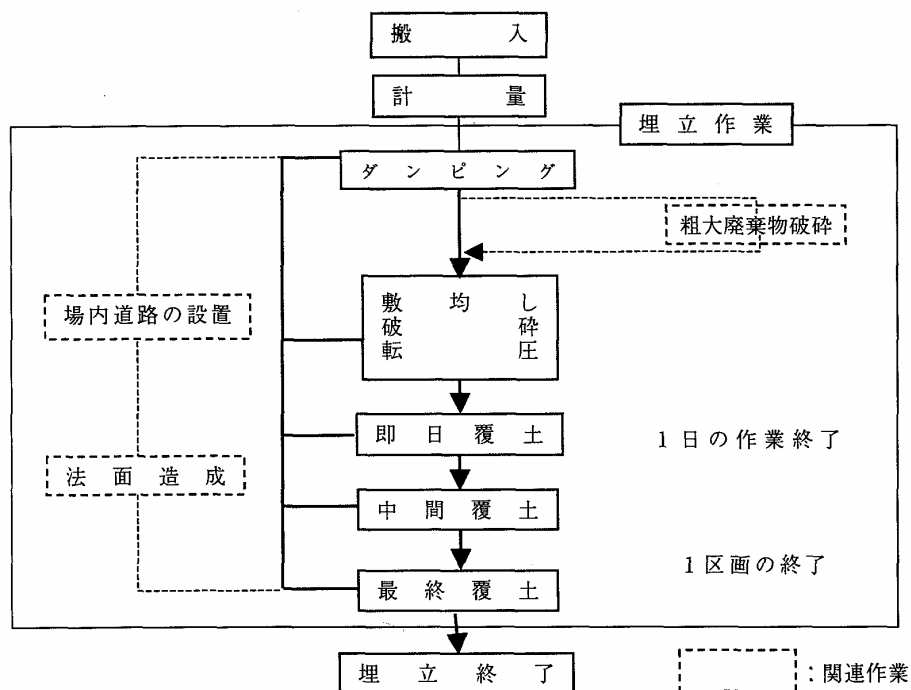 搬入
計量
埋立作業
ダンピング
粗大廃棄物破砕
敷均し
破砕
転圧
場内道路の設置
即日覆土
1日の作業終了
法面造成
中間覆土
1区画の終了
最終覆土
埋立終了
：関連作業